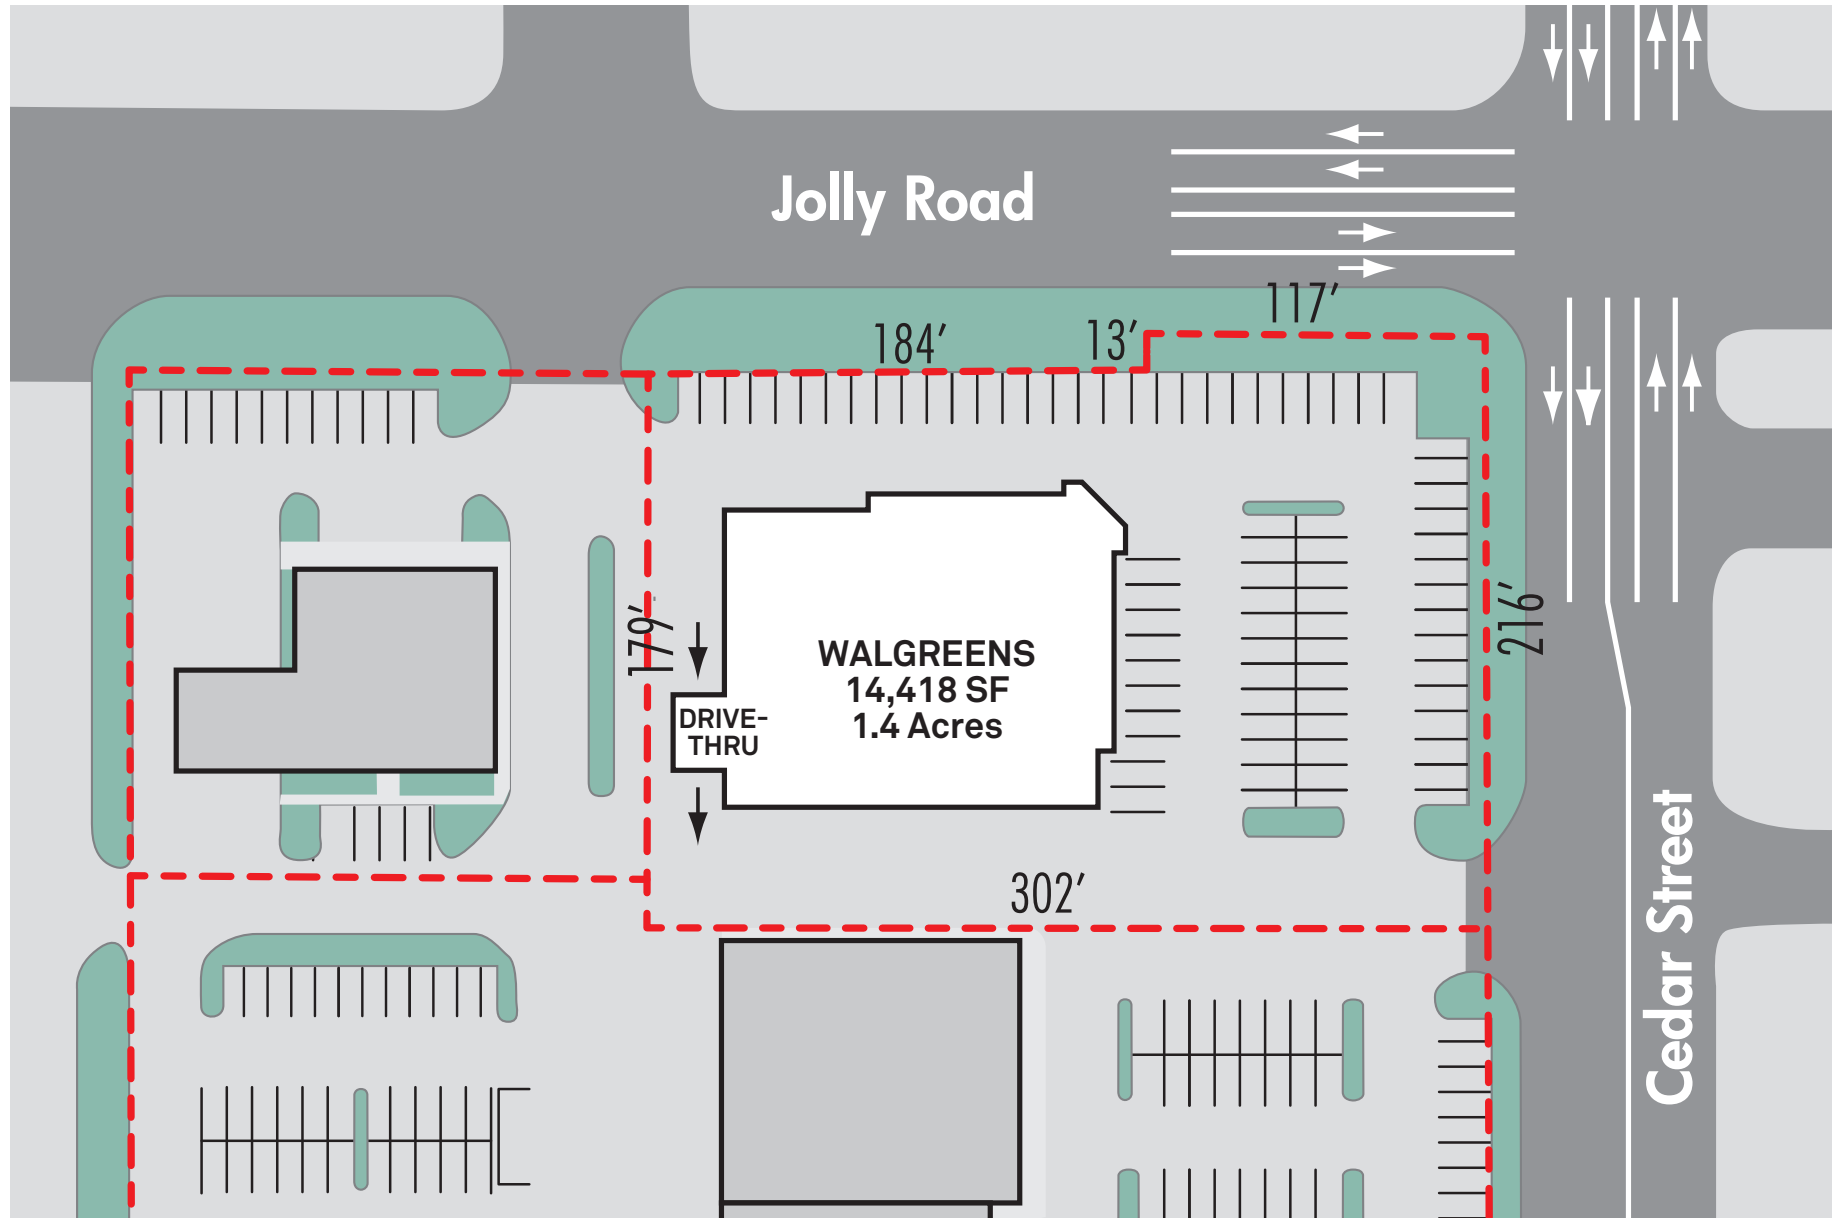 Jolly Road
117′
184′
13′
179′
216′
WALGREENS
14,418 SF
1.4 Acres
DRIVE-
THRU
302′
Cedar Street